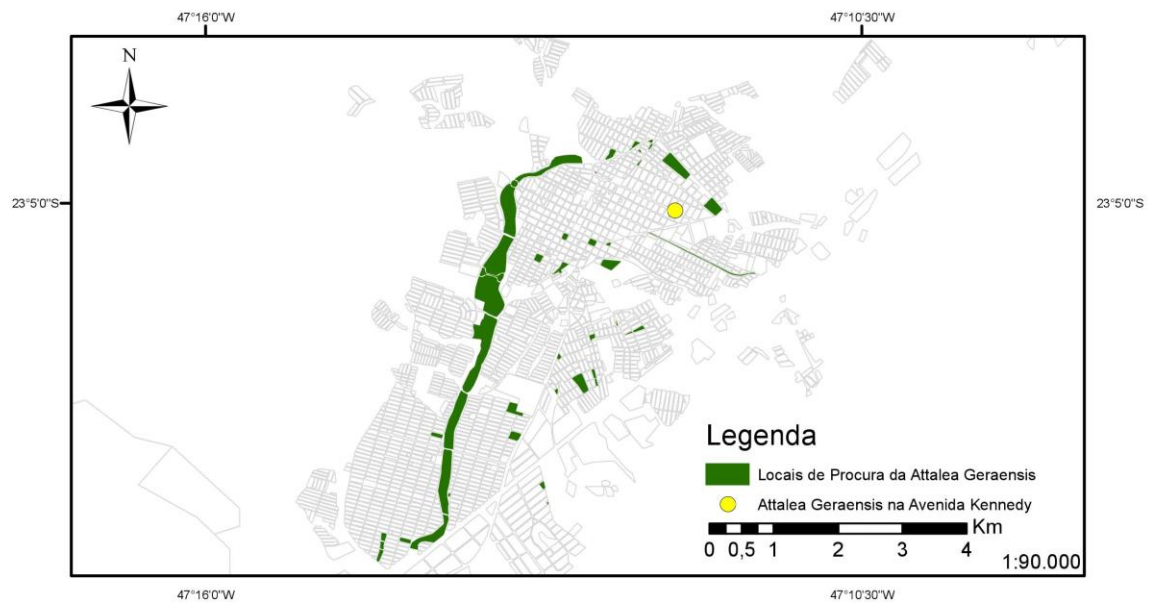 47°16'0"W 47°10'30"W
N
23°5'0"S 23°5'0"S
Legenda
Locais de Procura da Attalea Geraensis
Attalea Geraensis na Avenida Kennedy
Km
0 0,5 1 2 3 4
1:90.000
47°16'0"W 47°10'30"W